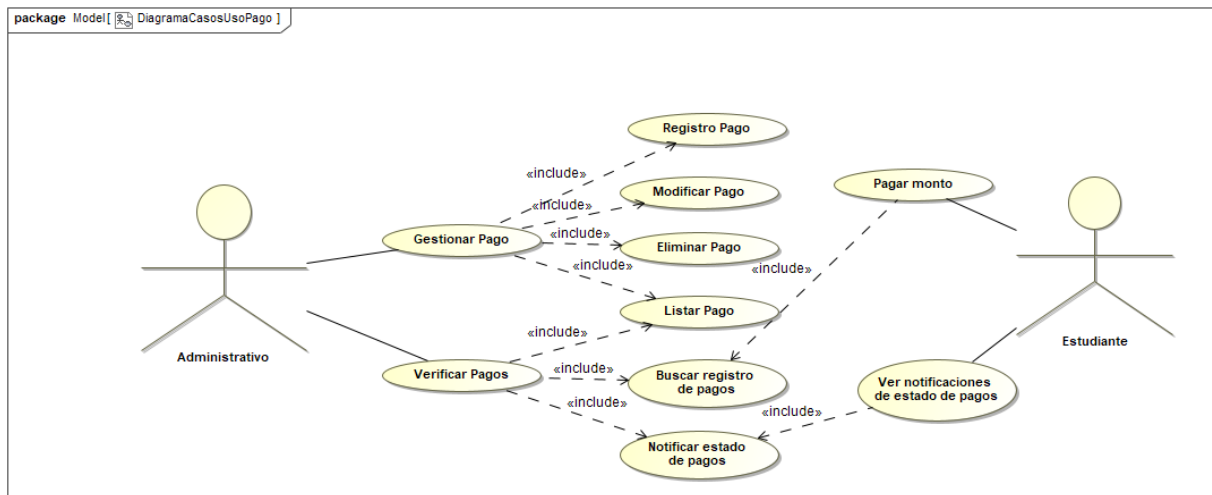 package Model[ DiagramaCasosUsoPago ]
Registro Pago
«include»
Modificar Pago
Pagar monto
«include»
Gestionar Pago
«include»
Eliminar Pago
«include»
«include»
Listar Pago
«include»
Administrativo
Estudiante
«include»
Verificar Pagos
Buscar registro
de pagos
Ver notificaciones
de estado de pagos
«include»
«include»
Notificar estado
de pagos